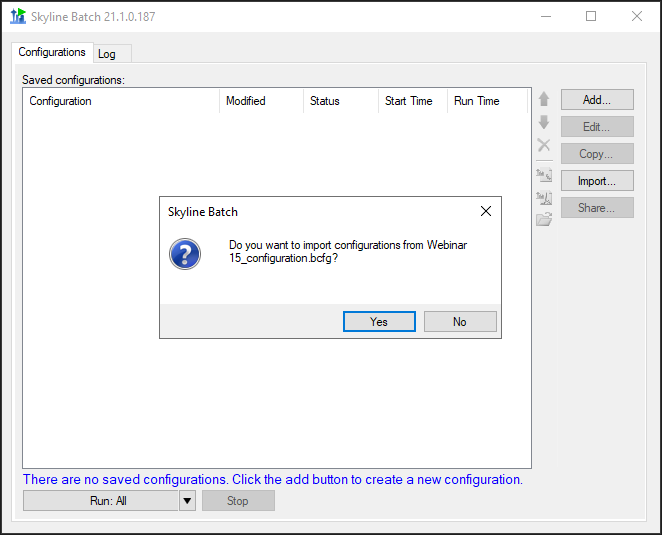 Skyline Batch 21.1.0.187
Configurations
Log
Saved configurations:
Configuration
Modified
Status
Start Time
Run Time
Add...
Edit...
Copy...
Import...
Share...
Skyline Batch
Do you want to import configurations from Webinar
15_configuration.bcfg?
Yes
No
There are no saved configurations. Click the add button to create a new configuration.
Run: All
Stop